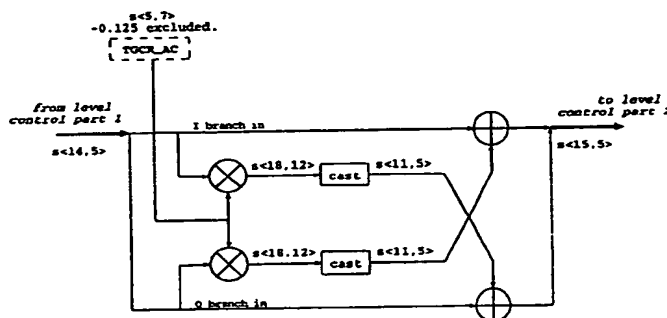 s<5,7>
-0.125 excluded.
TGCR_AC
from level
control part 1
to level
control part 2
I branch in
s<14,5>
s<15,5>
s<18,12>
cast
s<11,5>
s<18,12>
cast
s<11,5>
Q branch in